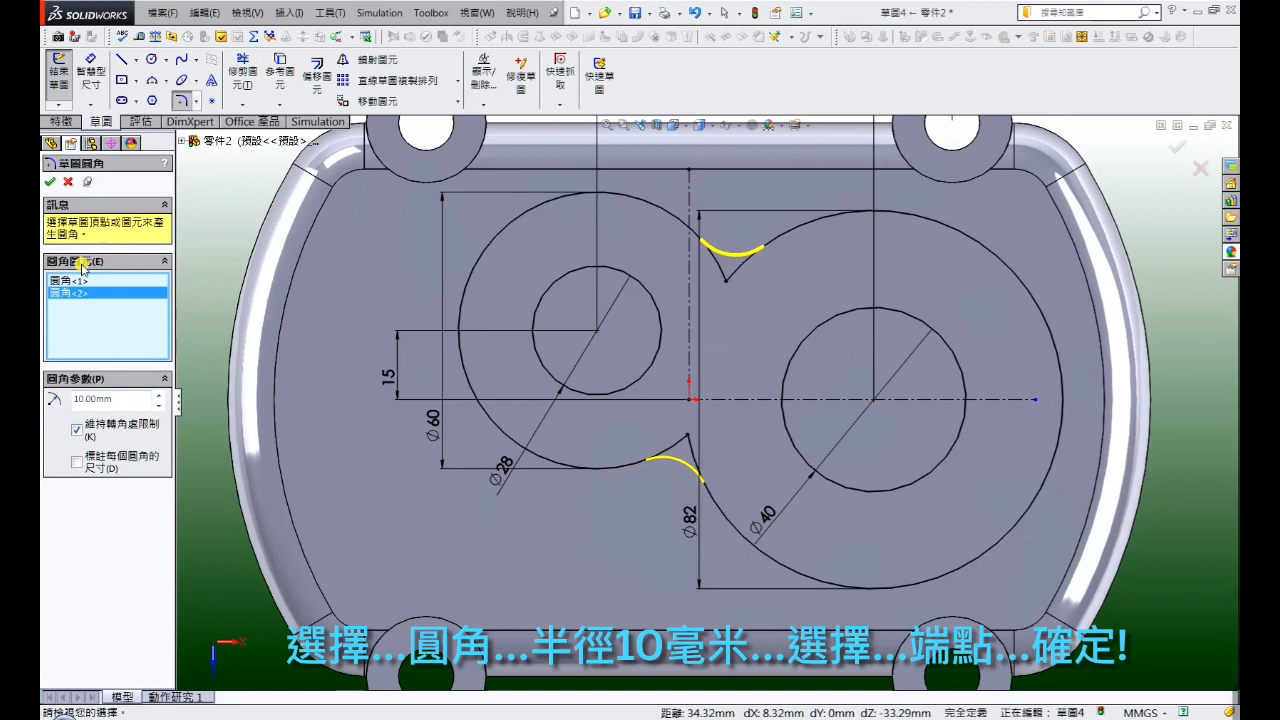 SOLIDWORKS
檔案(F) 編輯(E) 檢視(V) 插入(I) 工具(T) Simulation Toolbox 視窗(W) 說明(H)
草圖4 ← 零件2 *
搜尋知識庫
結束草圖
智慧型尺寸
修剪圖元(I)
參考圖元
偏移圖元
鏡射圖元
直線草圖複製排列
移動圖元
顯示/刪除...
修復草圖
快速抓取
快速草圖
特徵 草圖 評估 DimXpert Office 產品 Simulation
零件2 (預設<<預設>_...
草圖圓角
?
訊息
選擇草圖頂點或圖元來產
生圓角。
圓角圖元(E)
圓角<1>
圓角<2>
圓角參數(P)
10.00mm
維持轉角處限制
(K)
標註每個圓角的
尺寸(D)
15
∅60
∅28
∅82
∅40
X
選擇...圓角...半徑10毫米...選擇...端點...確定!
模型 動作研究 1
請檢視您的選擇。
距離: 34.32mm dX: 8.32mm dY: 0mm dZ: -33.29mm 完全定義 正在編輯: 草圖4 MMGS